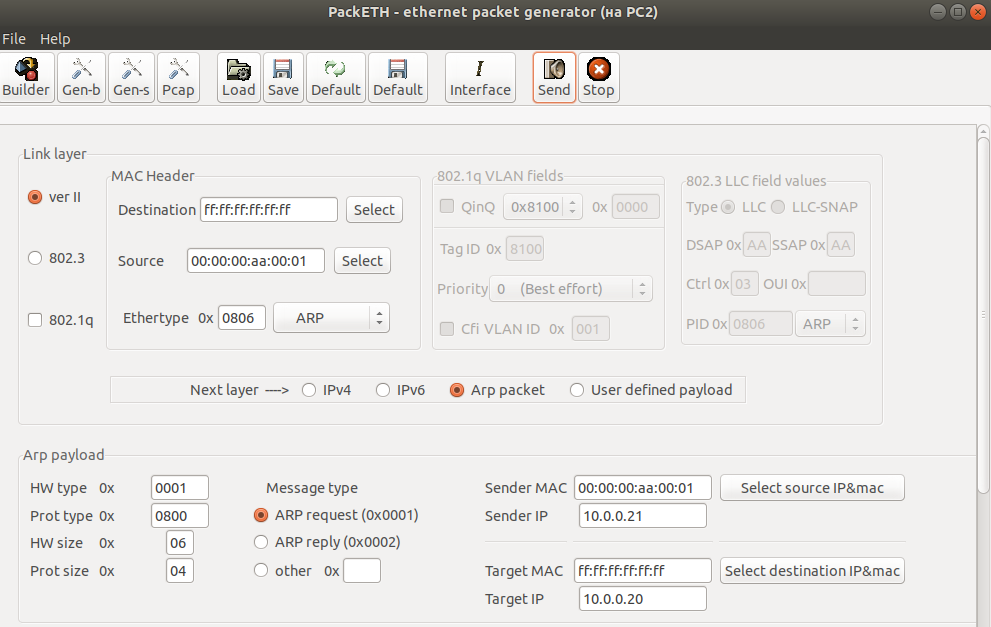 PackETH - ethernet packet generator (на PC2)
File Help
Builder Gen-b Gen-s Pcap Load Save Default Default Interface Send Stop
Link layer
ver II
802.3
802.1q
MAC Header
Destination ff:ff:ff:ff:ff:ff Select
Source 00:00:00:aa:00:01 Select
Ethertype 0x 0806 ARP
802.1q VLAN fields
QinQ 0x8100 0x 0000
Tag ID 0x 8100
Priority 0 (Best effort)
Cfi VLAN ID 0x 001
802.3 LLC field values
Type LLC LLC-SNAP
DSAP 0x AA SSAP 0x AA
Ctrl 0x 03 OUI 0x
PID 0x 0806 ARP
Next layer ----> IPv4 IPv6 Arp packet User defined payload
Arp payload
HW type 0x 0001
Prot type 0x 0800
HW size 0x 06
Prot size 0x 04
Message type
ARP request (0x0001)
ARP reply (0x0002)
other 0x
Sender MAC 00:00:00:aa:00:01 Select source IP&mac
Sender IP 10.0.0.21
Target MAC ff:ff:ff:ff:ff:ff Select destination IP&mac
Target IP 10.0.0.20